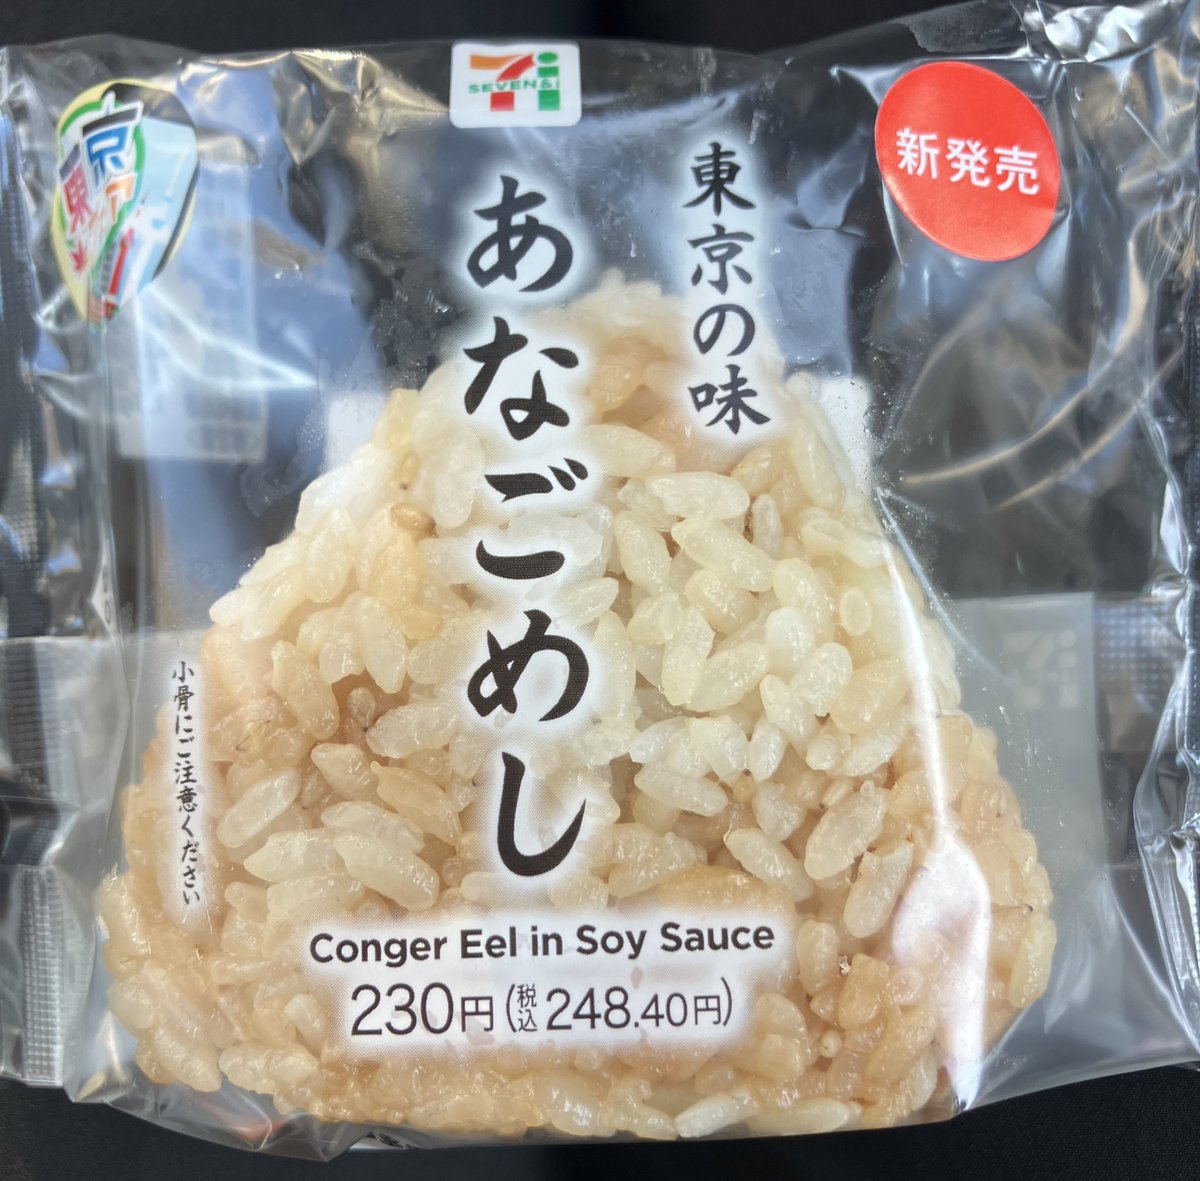 SEVEN&i
新発売
東京の味
あなごめし
小骨にご注意ください
Conger Eel in Soy Sauce
230円(税込248.40円)